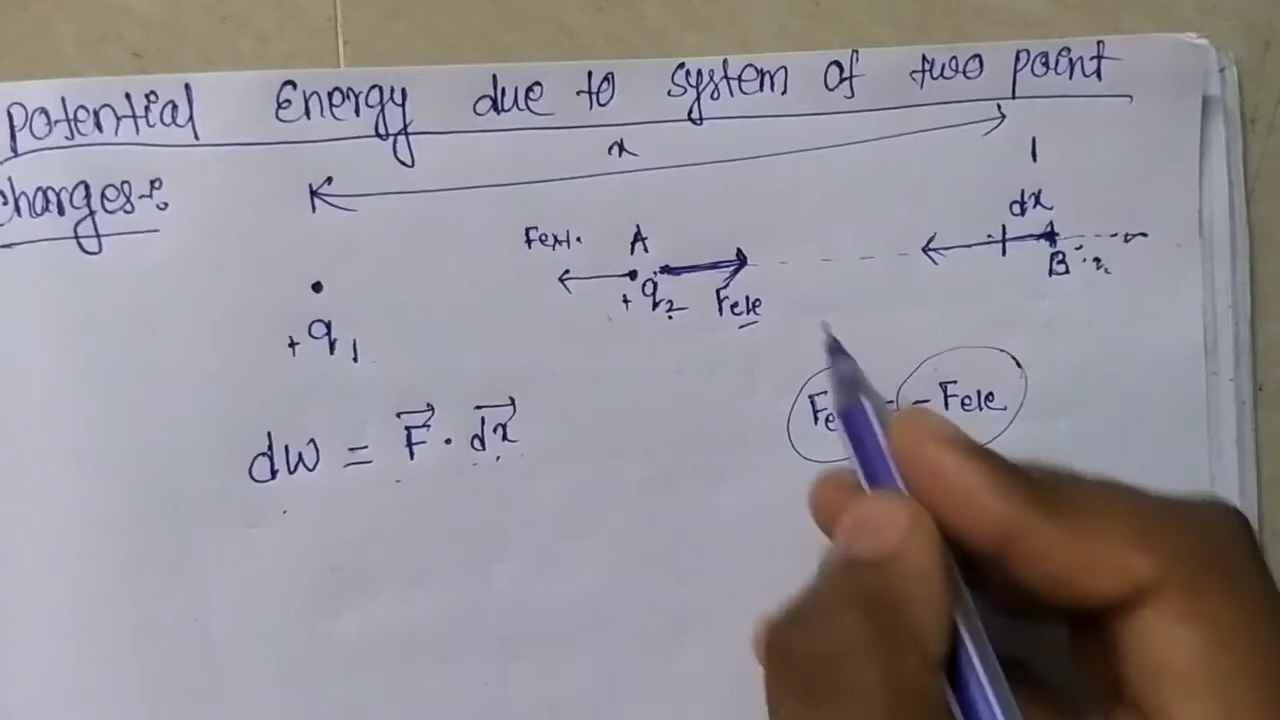 Potential Energy due to system of two point
charges:
x
dx
Fext.
A
B
+ q2
Fele
+ q1
- Fele
dw = F⃗ . dx⃗